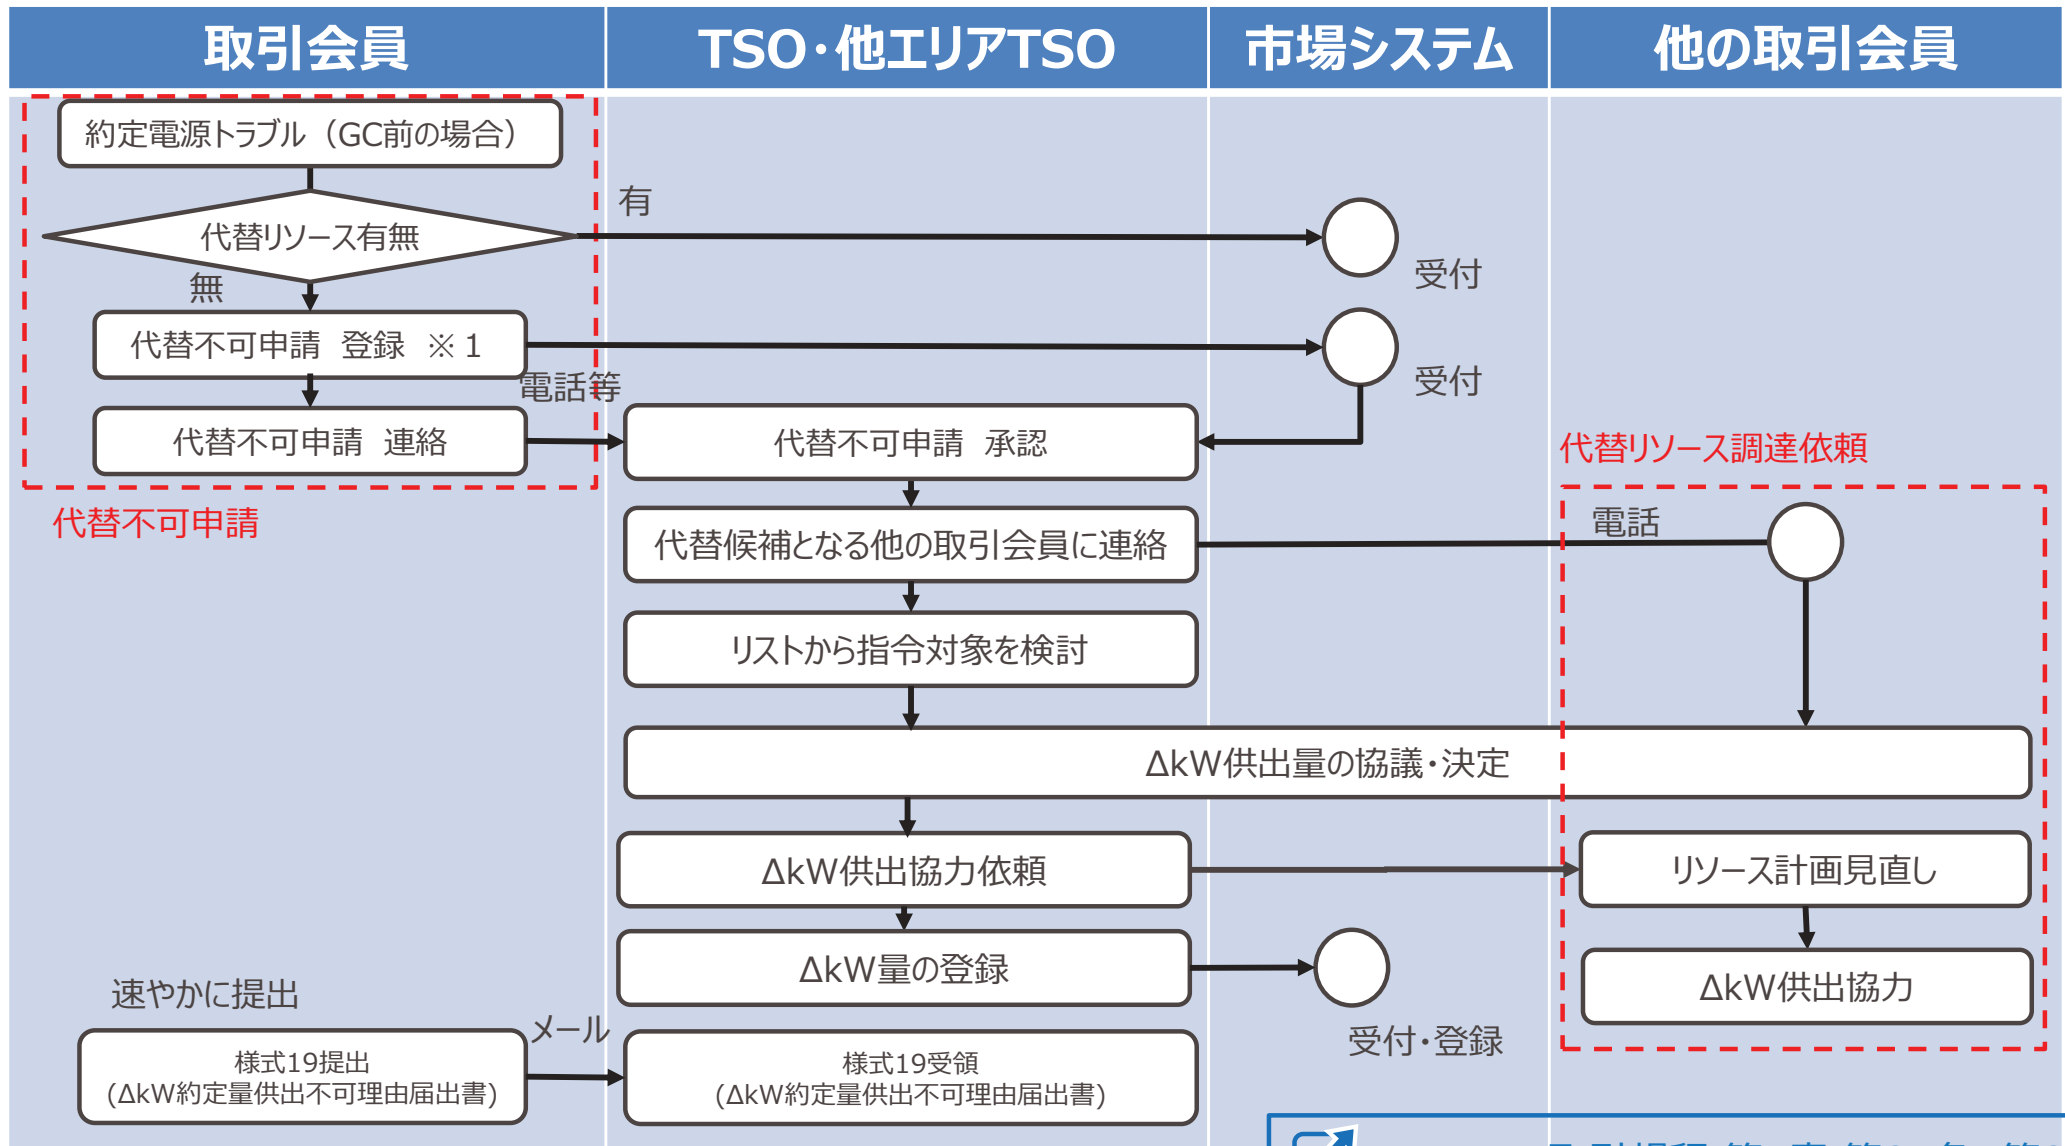 取引会員
TSO・他エリアTSO
市場システム
他の取引会員
約定電源トラブル（GC前の場合）
代替リソース有無
有
受付
無
代替不可申請　登録　※１
受付
電話等
代替不可申請　連絡
代替不可申請　承認
代替不可申請
代替リソース調達依頼
代替候補となる他の取引会員に連絡
電話
リストから指令対象を検討
ΔkW供出量の協議・決定
ΔkW供出協力依頼
リソース計画見直し
ΔkW量の登録
受付・登録
ΔkW供出協力
速やかに提出
様式19提出
(ΔkW約定量供出不可理由届出書)
メール
様式19受領
(ΔkW約定量供出不可理由届出書)